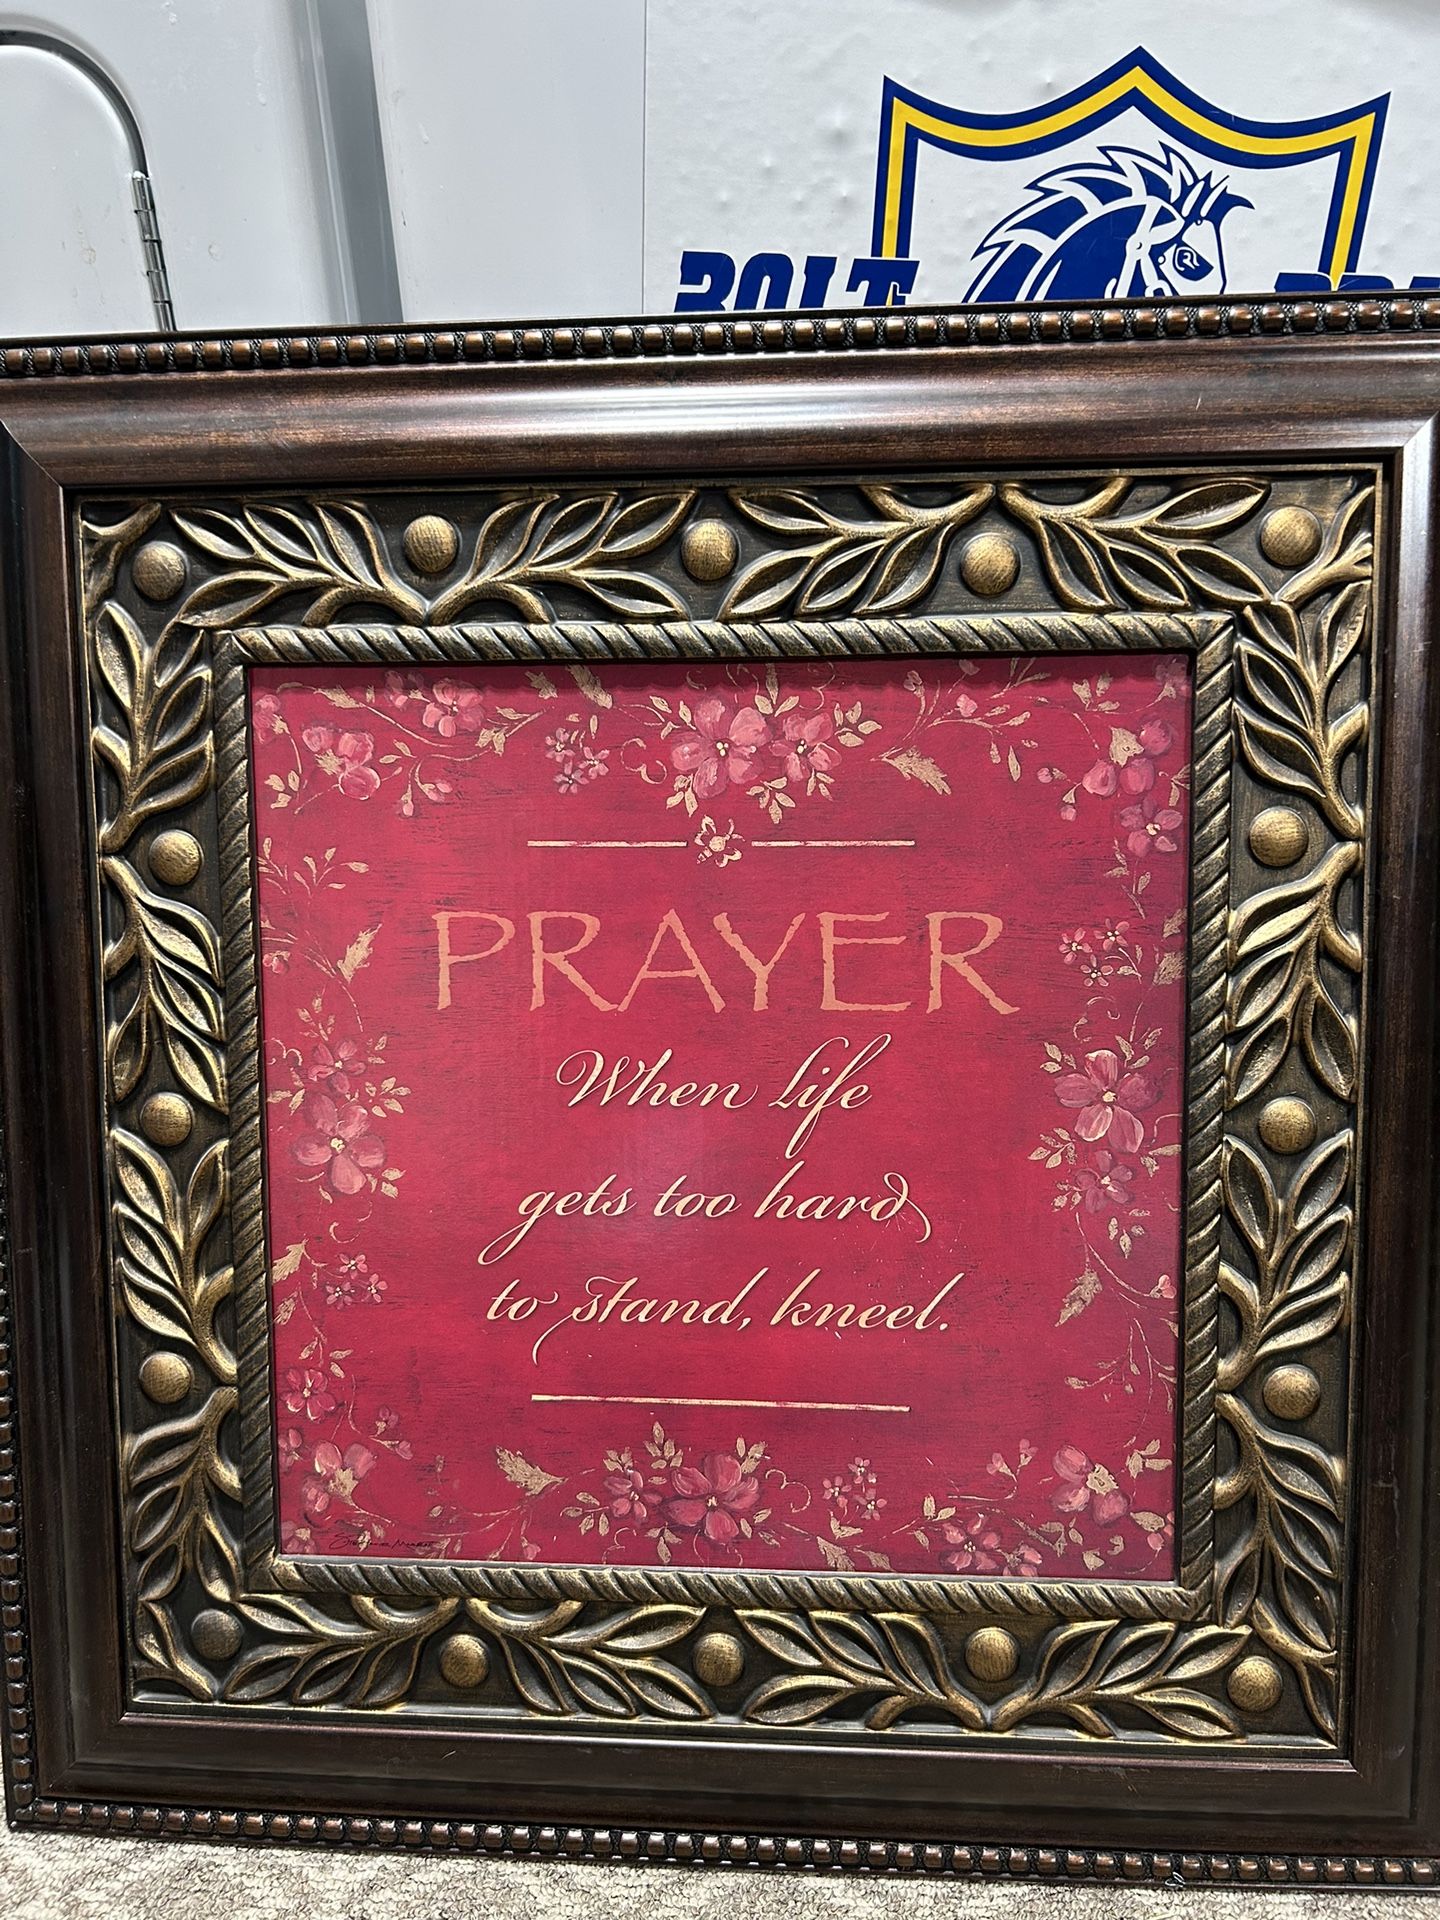 BOLT
PRAYER
When life
gets too hard
to stand, kneel.